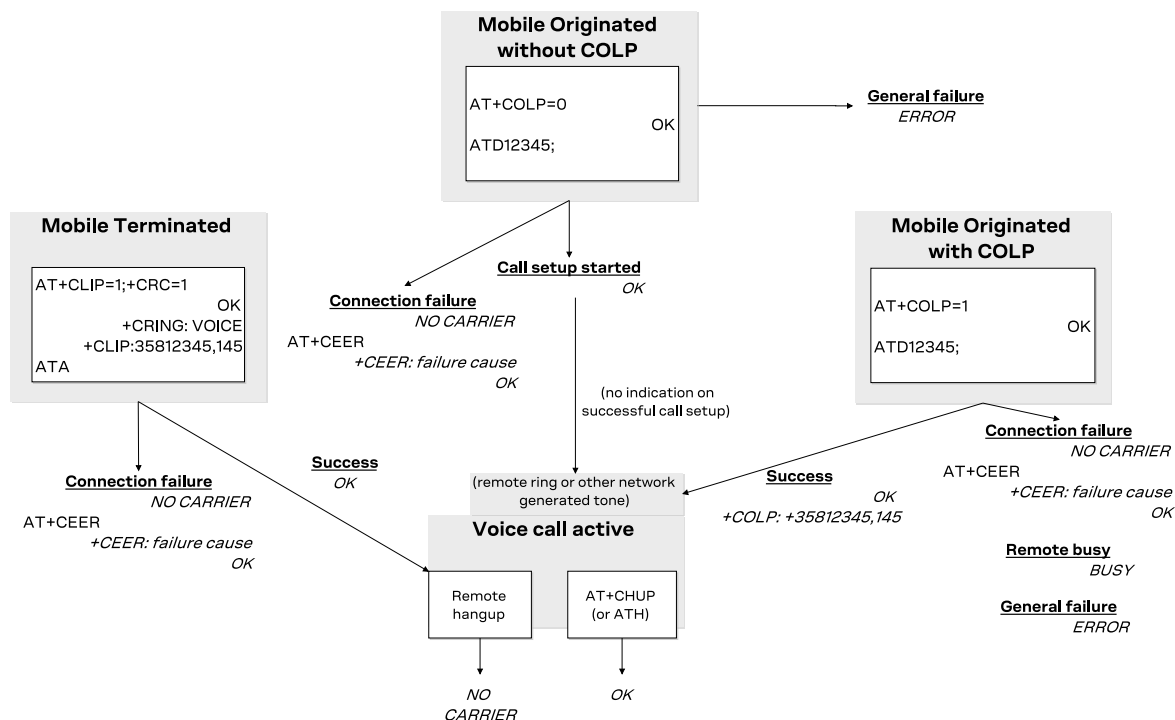 Mobile Originated
without COLP
AT+COLP=0
OK
ATD12345;
General failure
ERROR
Mobile Terminated
AT+CLIP=1;+CRC=1
OK
+CRING: VOICE
+CLIP:35812345,145
ATA
Mobile Originated
with COLP
AT+COLP=1
OK
ATD12345;
Call setup started
OK
Connection failure
NO CARRIER
AT+CEER
+CEER: failure cause
OK
(no indication on
successful call setup)
Connection failure
NO CARRIER
AT+CEER
+CEER: failure cause
OK
Success
OK
(remote ring or other network
generated tone)
Success
OK
+COLP: +35812345,145
Connection failure
NO CARRIER
AT+CEER
+CEER: failure cause
OK
Remote busy
BUSY
General failure
ERROR
Voice call active
Remote
hangup
AT+CHUP
(or ATH)
NO
CARRIER
OK